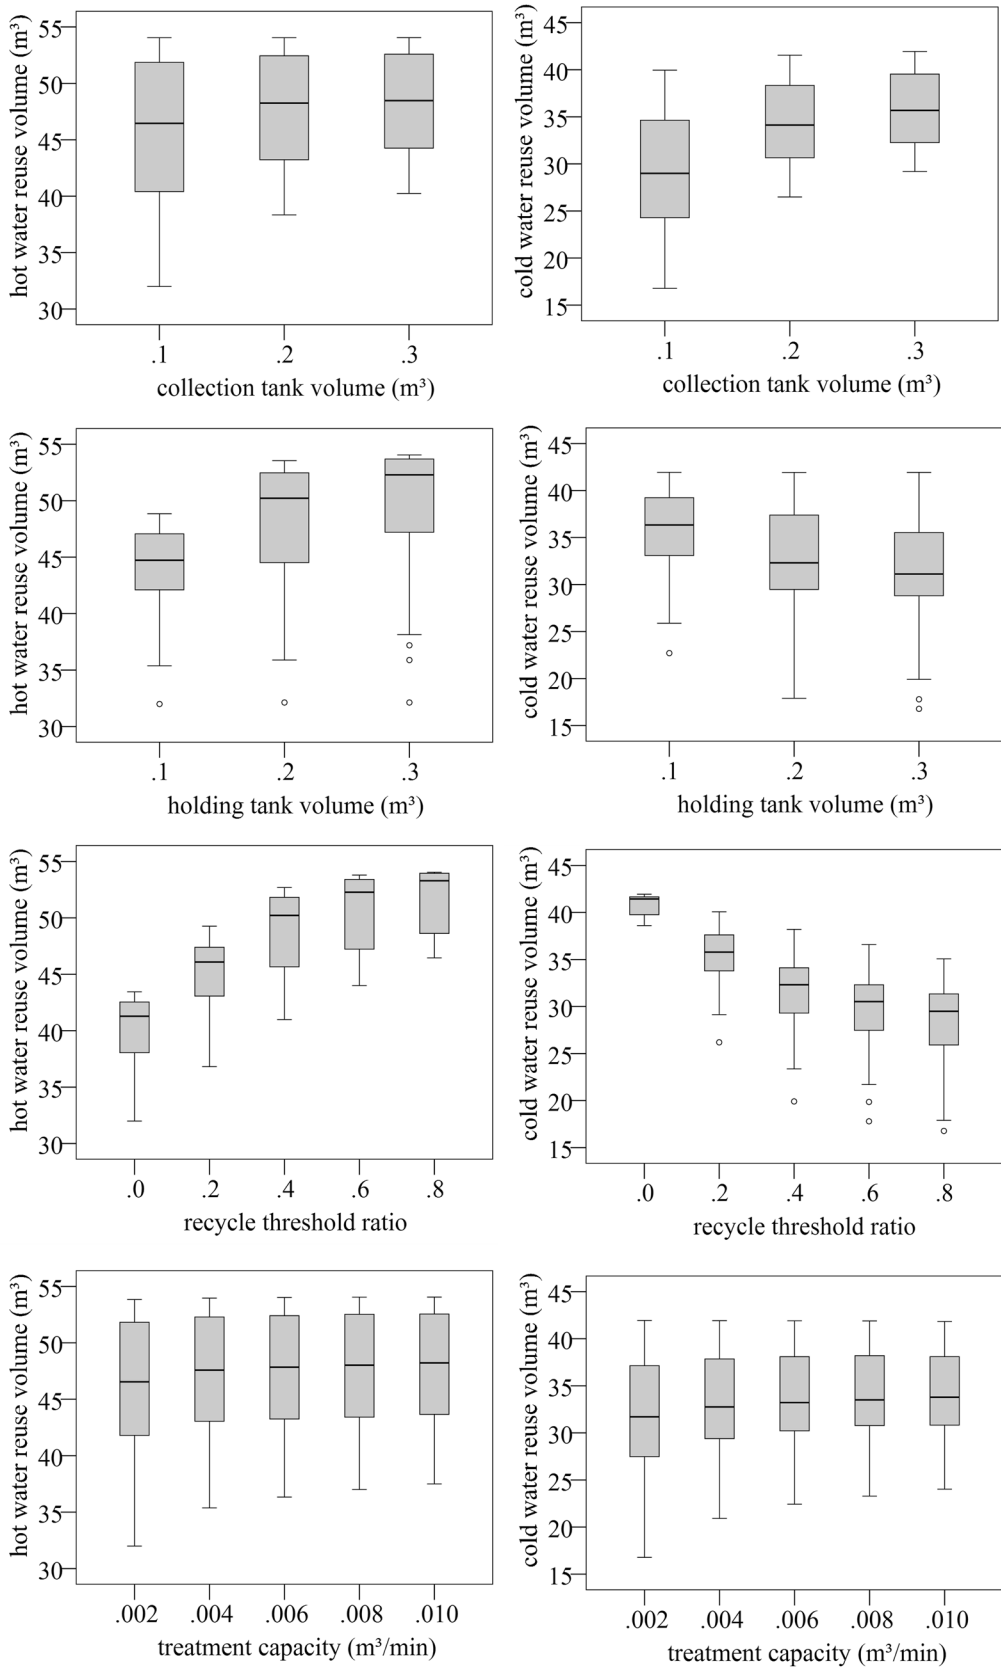 hot water reuse volume (m³)
55
50
45
40
35
30
.1 .2 .3
collection tank volume (m³)
cold water reuse volume (m³)
45
40
35
30
25
20
15
.1 .2 .3
collection tank volume (m³)
hot water reuse volume (m³)
55
50
45
40
35
30
.1 .2 .3
holding tank volume (m³)
cold water reuse volume (m³)
45
40
35
30
25
20
15
.1 .2 .3
holding tank volume (m³)
hot water reuse volume (m³)
55
50
45
40
35
30
.0 .2 .4 .6 .8
recycle threshold ratio
cold water reuse volume (m³)
45
40
35
30
25
20
15
.0 .2 .4 .6 .8
recycle threshold ratio
hot water reuse volume (m³)
55
50
45
40
35
30
.002 .004 .006 .008 .010
treatment capacity (m³/min)
cold water reuse volume (m³)
45
40
35
30
25
20
15
.002 .004 .006 .008 .010
treatment capacity (m³/min)